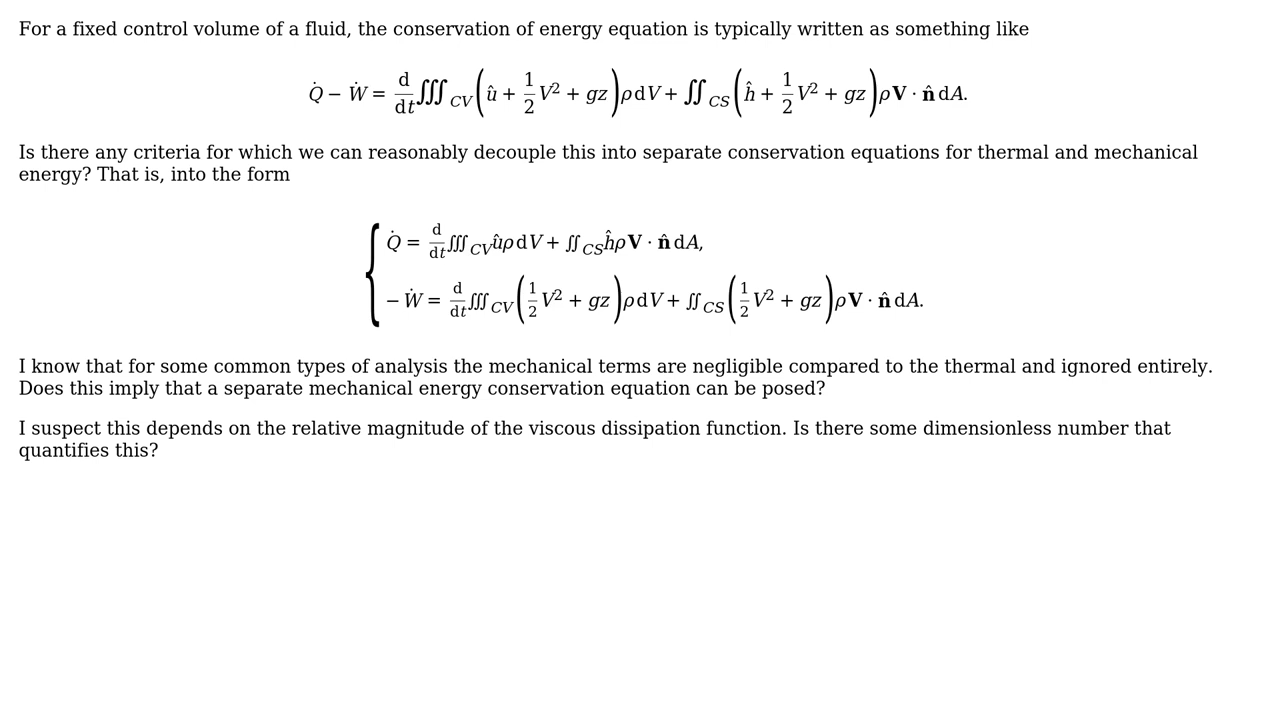 For a fixed control volume of a fluid, the conservation of energy equation is typically written as something like
Q̇ − Ẇ = d/dt ∭_CV (û + 1/2 V² + gz) ρ dV + ∬_CS (ĥ + 1/2 V² + gz) ρ𝐕 · n̂ dA.
Is there any criteria for which we can reasonably decouple this into separate conservation equations for thermal and mechanical
energy? That is, into the form
{ Q̇ = d/dt ∭_CV ûρ dV + ∬_CS ĥρ𝐕 · n̂ dA,
− Ẇ = d/dt ∭_CV (1/2 V² + gz) ρ dV + ∬_CS (1/2 V² + gz) ρ𝐕 · n̂ dA.
I know that for some common types of analysis the mechanical terms are negligible compared to the thermal and ignored entirely.
Does this imply that a separate mechanical energy conservation equation can be posed?
I suspect this depends on the relative magnitude of the viscous dissipation function. Is there some dimensionless number that
quantifies this?